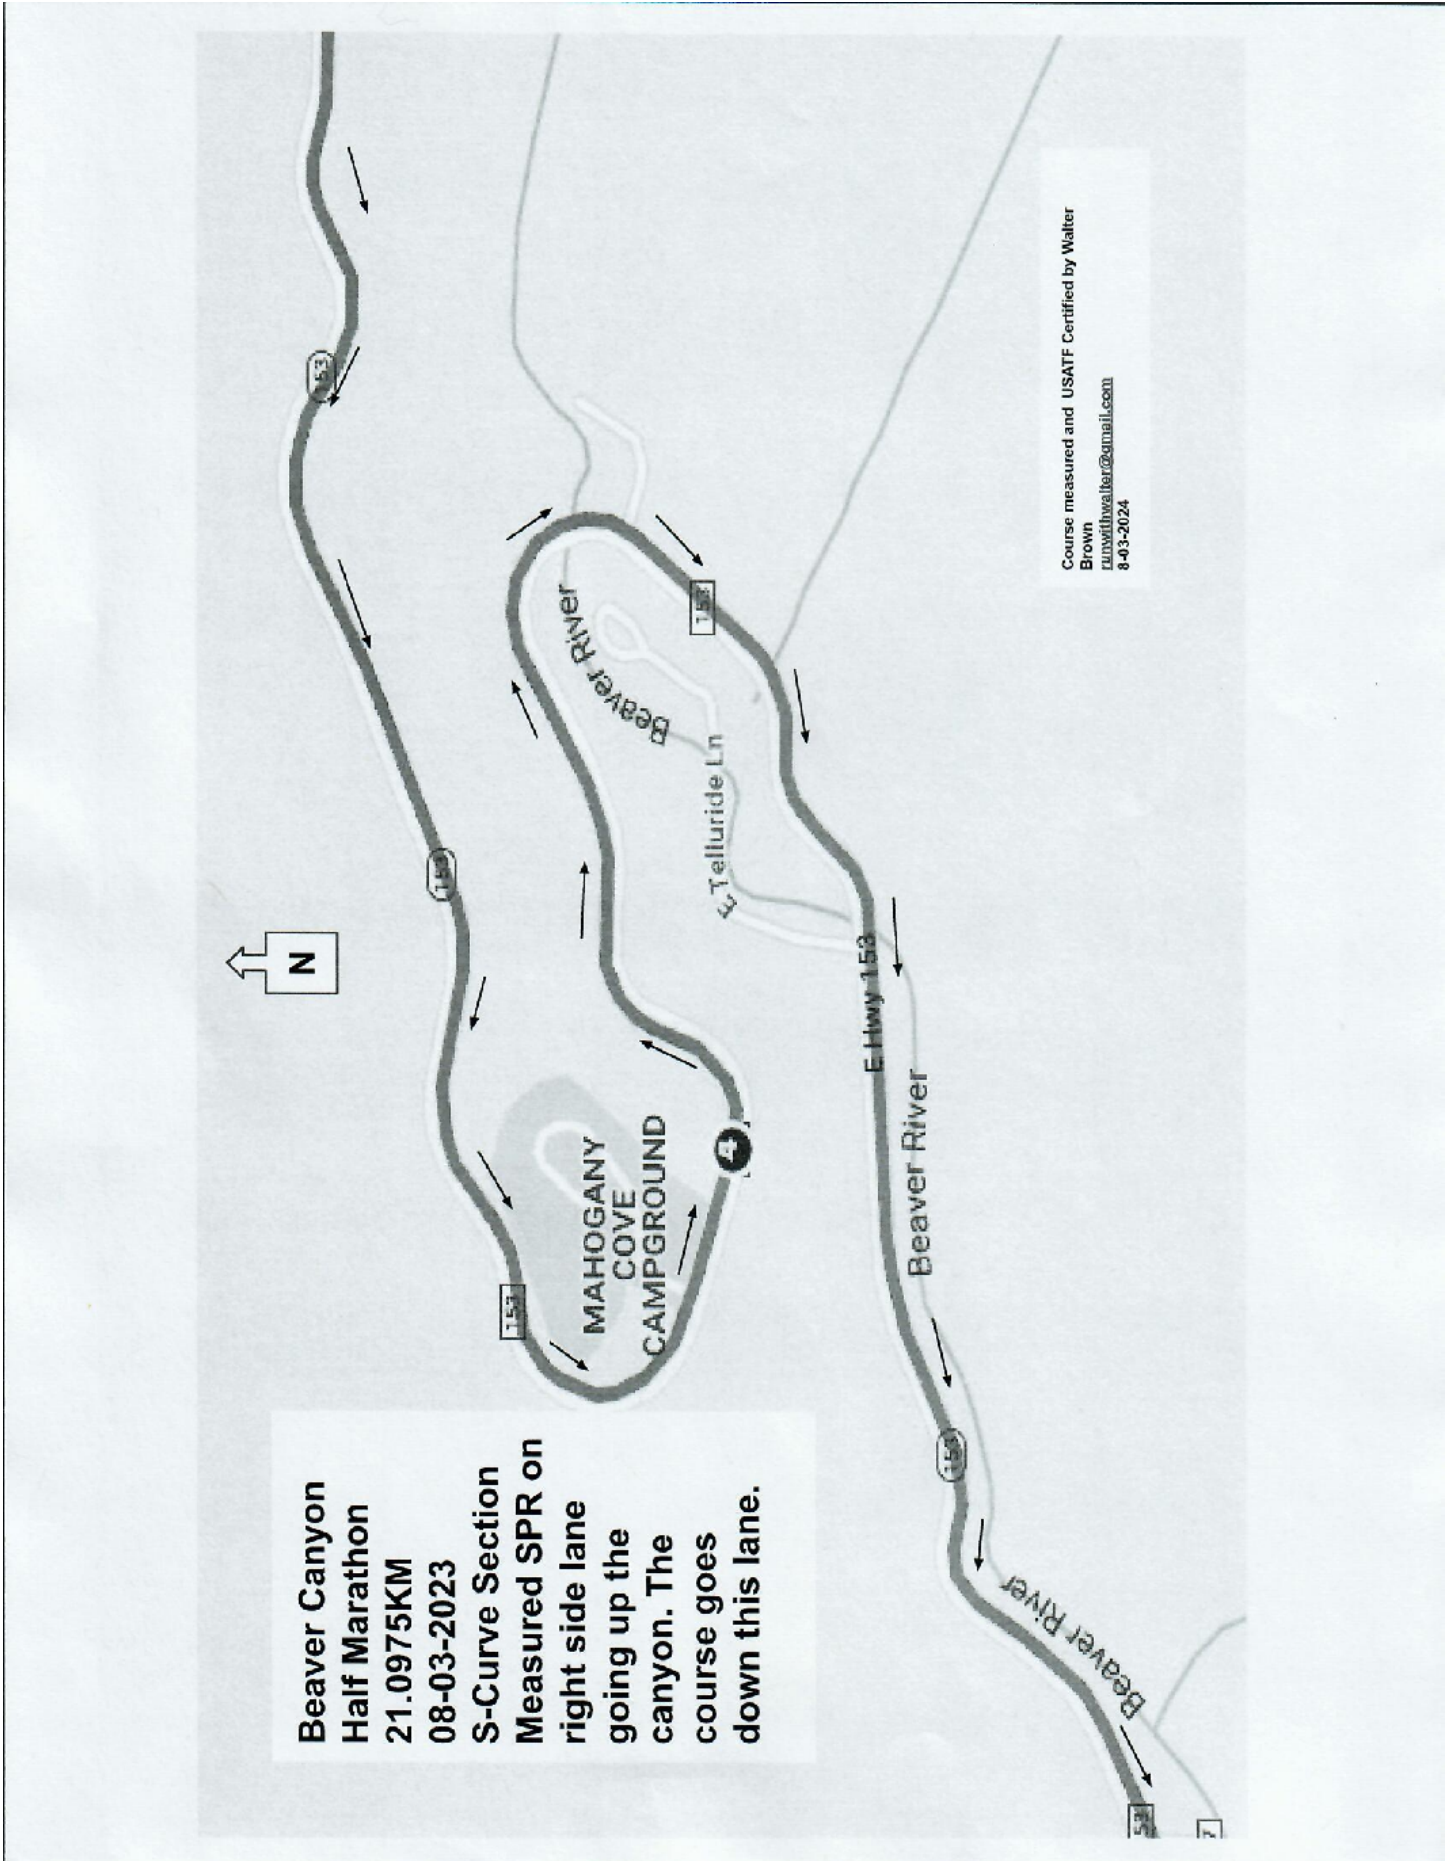 Beaver Canyon
Half Marathon
21.0975KM
08-03-2023
S-Curve Section
Measured SPR on
right side lane
going up the
canyon. The
course goes
down this lane.
N
153
153
153
MAHOGANY
COVE
CAMPGROUND
4
Beaver River
153
E Telluride Ln
E Hwy 153
Beaver River
153
Beaver River
53
7
Course measured and USATF Certified by Walter
Brown
runwithwalter@gmail.com
8-03-2024